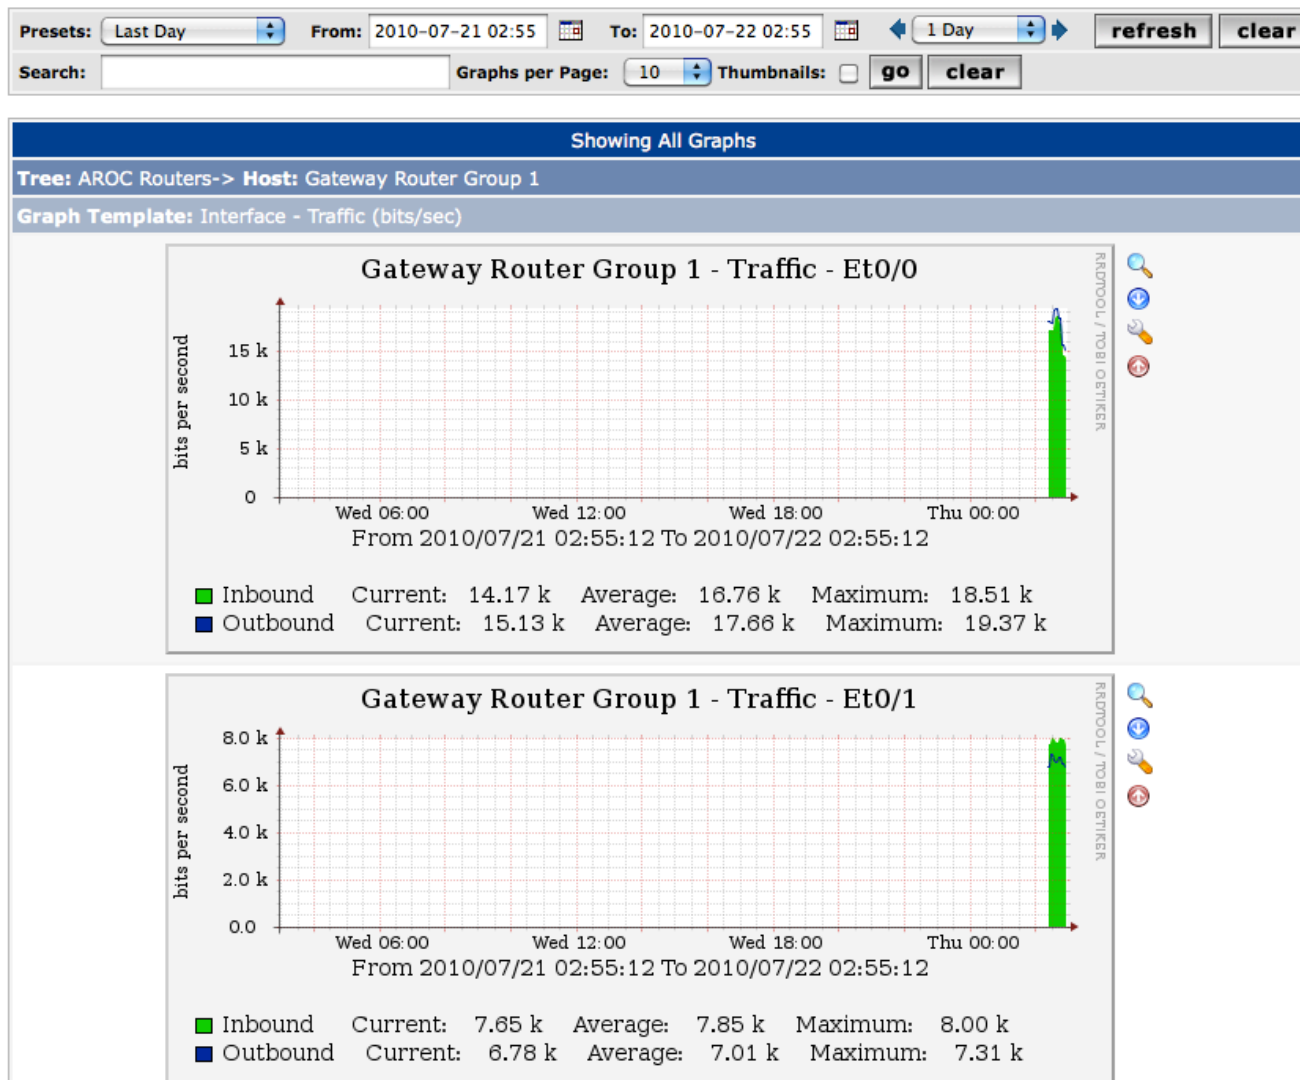 Presets: Last Day From: 2010-07-21 02:55 To: 2010-07-22 02:55 1 Day refresh clear
Search: Graphs per Page: 10 Thumbnails: go clear
Showing All Graphs
Tree: AROC Routers-> Host: Gateway Router Group 1
Graph Template: Interface - Traffic (bits/sec)
Gateway Router Group 1 - Traffic - Et0/0
RRDTOOL / TOBI OETIKER
bits per second
15 k
10 k
5 k
0
Wed 06:00 Wed 12:00 Wed 18:00 Thu 00:00
From 2010/07/21 02:55:12 To 2010/07/22 02:55:12
Inbound Current: 14.17 k Average: 16.76 k Maximum: 18.51 k
Outbound Current: 15.13 k Average: 17.66 k Maximum: 19.37 k
Gateway Router Group 1 - Traffic - Et0/1
RRDTOOL / TOBI OETIKER
bits per second
8.0 k
6.0 k
4.0 k
2.0 k
0.0
Wed 06:00 Wed 12:00 Wed 18:00 Thu 00:00
From 2010/07/21 02:55:12 To 2010/07/22 02:55:12
Inbound Current: 7.65 k Average: 7.85 k Maximum: 8.00 k
Outbound Current: 6.78 k Average: 7.01 k Maximum: 7.31 k